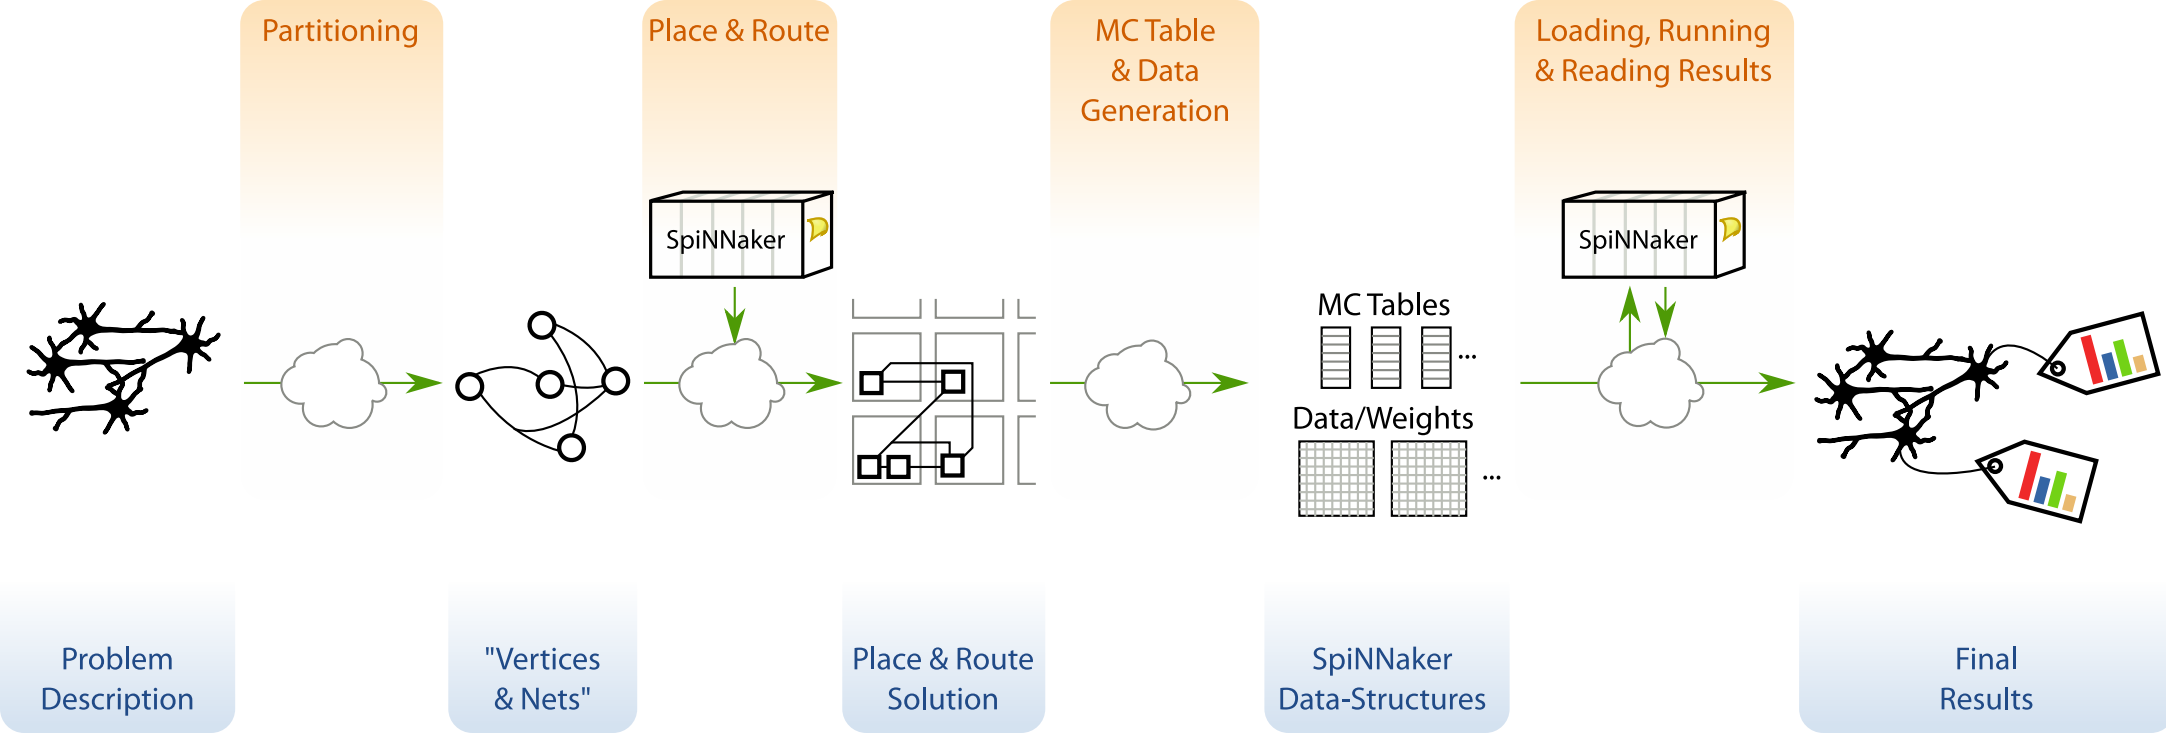 Partitioning
Place & Route
MC Table
& Data
Generation
Loading, Running
& Reading Results
SpiNNaker
SpiNNaker
MC Tables
...
Data/Weights
...
Problem
Description
"Vertices
& Nets"
Place & Route
Solution
SpiNNaker
Data-Structures
Final
Results